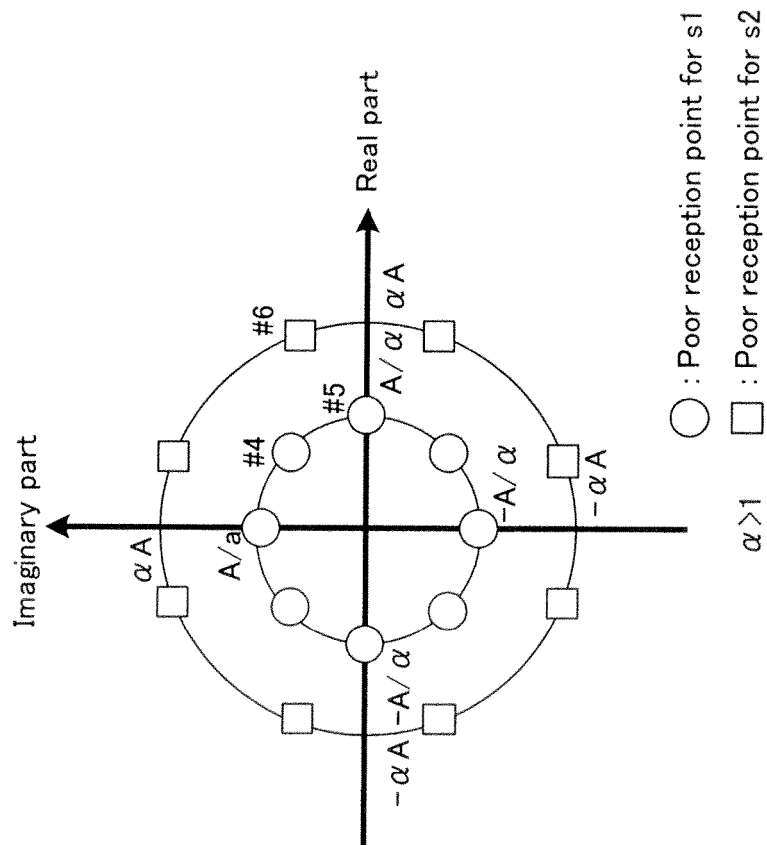 Imaginary part
αA
#6
#4
#5
A/a
A/α
αA
Real part
-αA
-A/α
-A/α
-αA
α>1
: Poor reception point for s1
: Poor reception point for s2